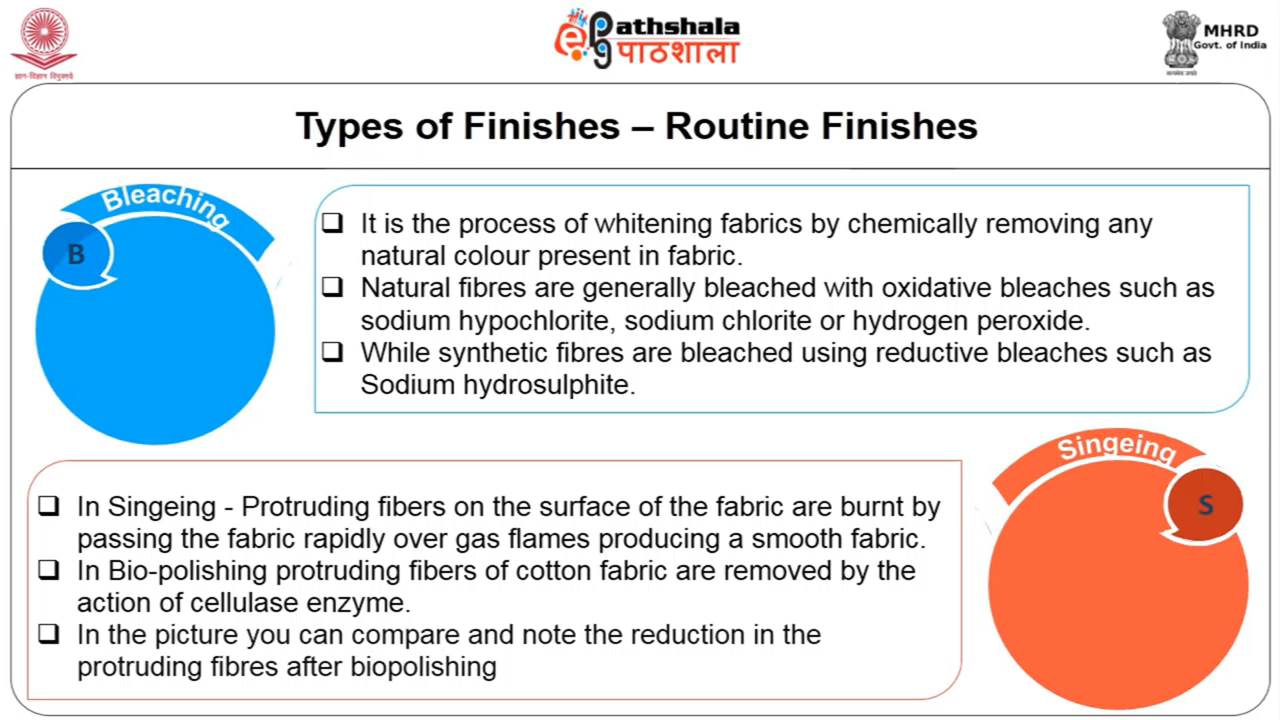 ज्ञान-विज्ञान विमुक्तये
ePg Pathshala
पाठशाला
MHRD
Govt. of India
सत्यमेव जयते
Types of Finishes – Routine Finishes
Bleaching
B
❑ It is the process of whitening fabrics by chemically removing any
natural colour present in fabric.
❑ Natural fibres are generally bleached with oxidative bleaches such as
sodium hypochlorite, sodium chlorite or hydrogen peroxide.
❑ While synthetic fibres are bleached using reductive bleaches such as
Sodium hydrosulphite.
Singeing
S
❑ In Singeing - Protruding fibers on the surface of the fabric are burnt by
passing the fabric rapidly over gas flames producing a smooth fabric.
❑ In Bio-polishing protruding fibers of cotton fabric are removed by the
action of cellulase enzyme.
❑ In the picture you can compare and note the reduction in the
protruding fibres after biopolishing